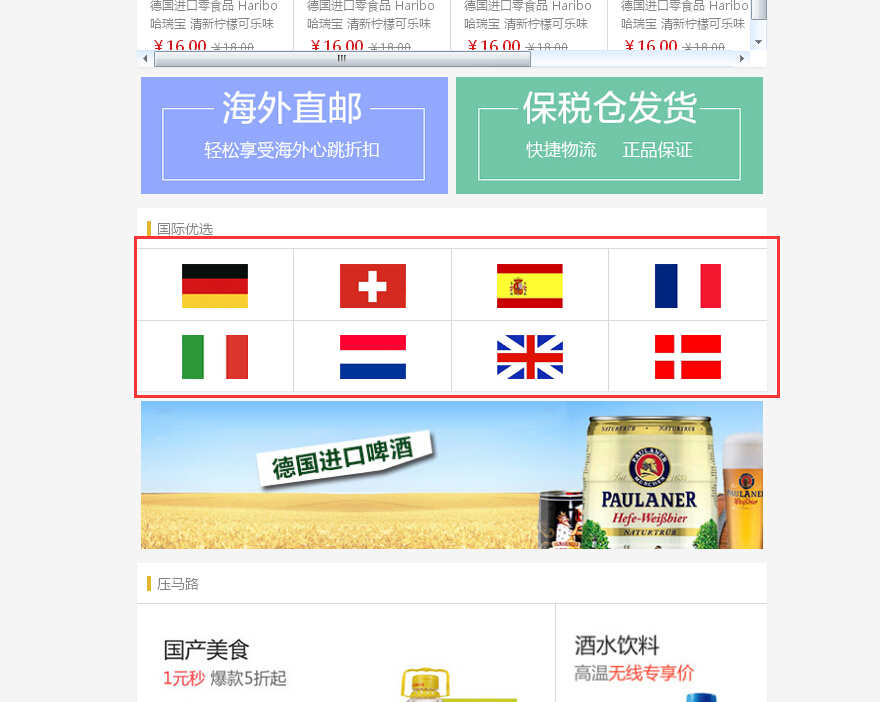 德国进口零食品 Haribo 德国进口零食品 Haribo 德国进口零食品 Haribo 德国进口零食品 Haribo
哈瑞宝 清新柠檬可乐味 哈瑞宝 清新柠檬可乐味 哈瑞宝 清新柠檬可乐味 哈瑞宝 清新柠檬可乐味
￥16.00 ￥18.00 ￥16.00 ￥18.00 ￥16.00 ￥18.00 ￥16.00 ￥18.00
海外直邮
轻松享受海外心跳折扣
保税仓发货
快捷物流 正品保证
国际优选
德国进口啤酒
NATURTRÜB NATURTRÜB
PAULANER
MÜNCHEN
PAULANER
Hefe-Weißbier
NATURTRÜB
PAULANER
压马路
国产美食
1元秒 爆款5折起
酒水饮料
高温无线专享价